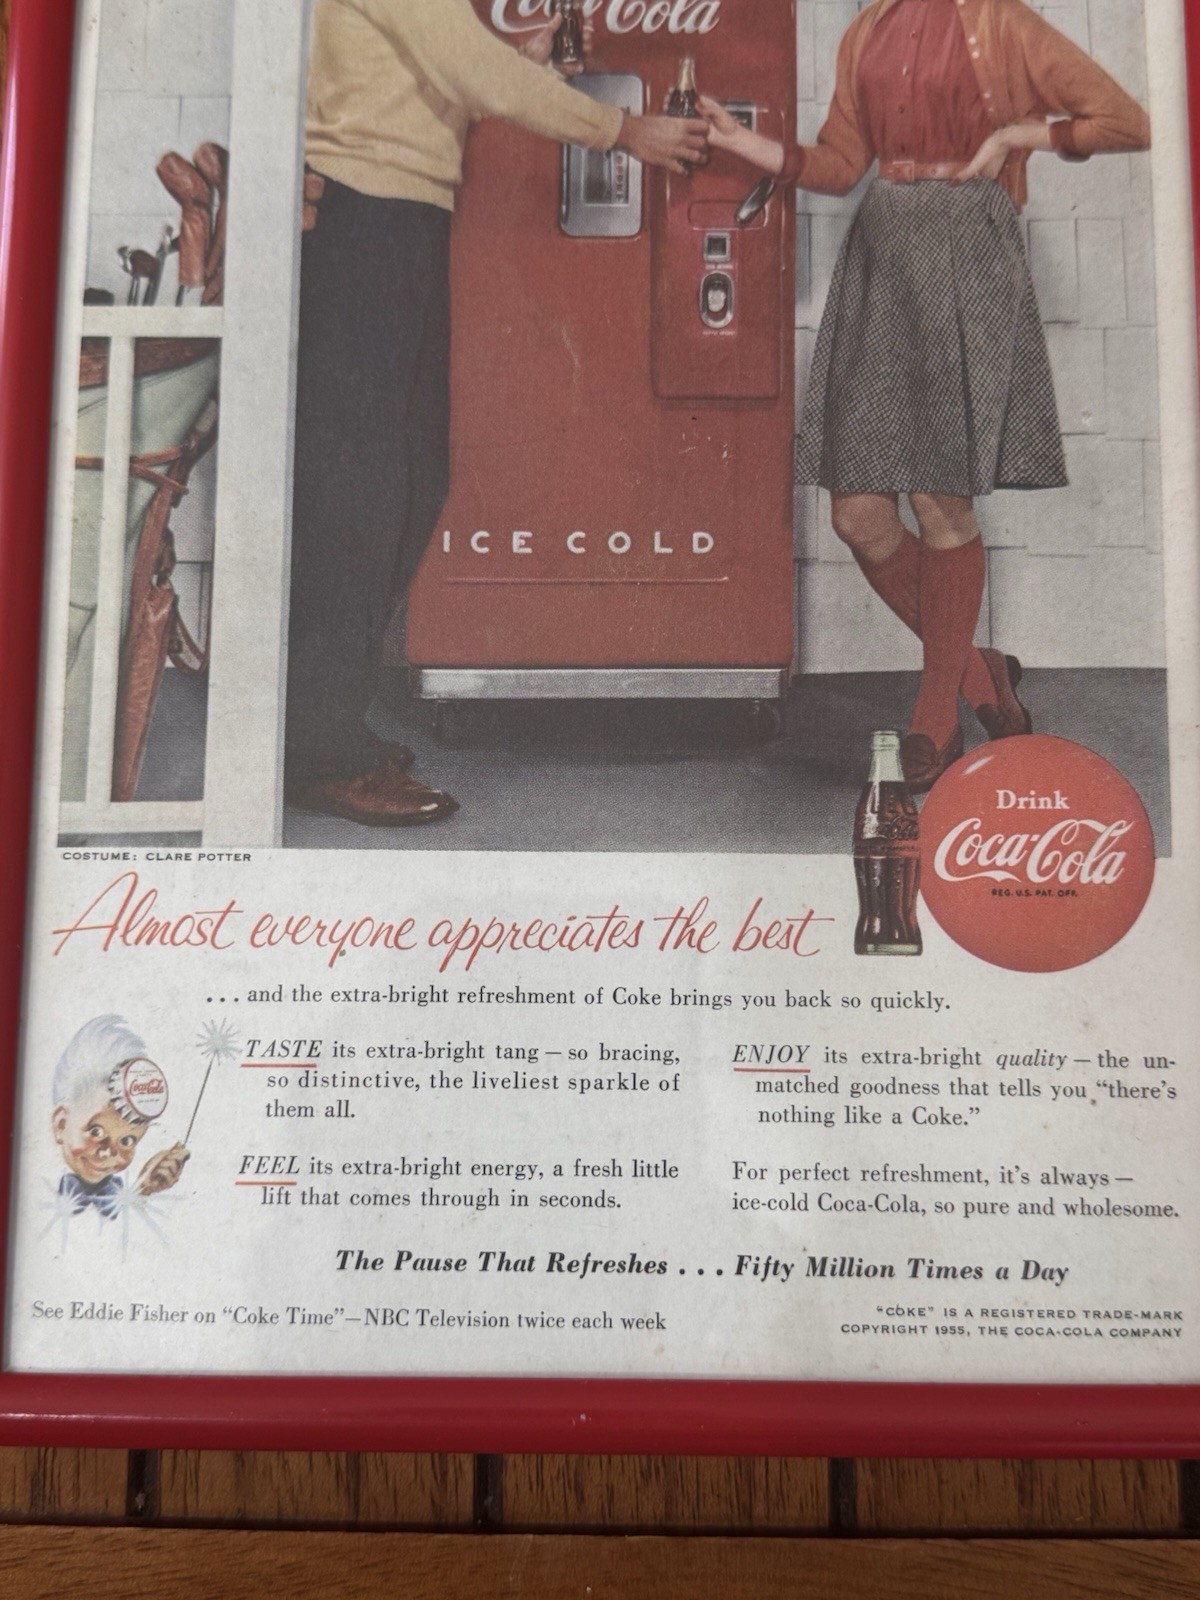 Coca-Cola
ICE COLD
COSTUME: CLARE POTTER
Drink
Coca-Cola
REG. U.S. PAT. OFF.
Almost everyone appreciates the best
... and the extra-bright refreshment of Coke brings you back so quickly.
Coca-Cola
TASTE its extra-bright tang — so bracing,
so distinctive, the liveliest sparkle of
them all.
FEEL its extra-bright energy, a fresh little
lift that comes through in seconds.
ENJOY its extra-bright quality — the un-
matched goodness that tells you “there's
nothing like a Coke.”
For perfect refreshment, it's always —
ice-cold Coca-Cola, so pure and wholesome.
The Pause That Refreshes . . . Fifty Million Times a Day
See Eddie Fisher on “Coke Time”—NBC Television twice each week
“COKE” IS A REGISTERED TRADE-MARK
COPYRIGHT 1955, THE COCA-COLA COMPANY